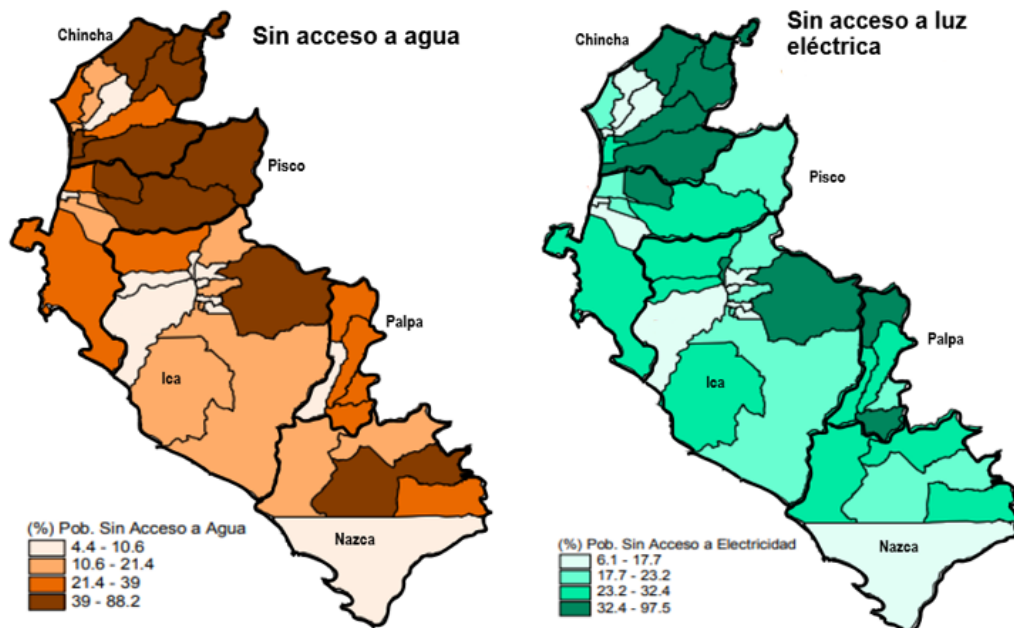 Sin acceso a agua
Chincha
Pisco
Palpa
Ica
Nazca
(%) Pob. Sin Acceso a Agua
4.4 - 10.6
10.6 - 21.4
21.4 - 39
39 - 88.2
Sin acceso a luz
eléctrica
Chincha
Pisco
Palpa
Ica
Nazca
(%) Pob. Sin Acceso a Electricidad
6.1 - 17.7
17.7 - 23.2
23.2 - 32.4
32.4 - 97.5